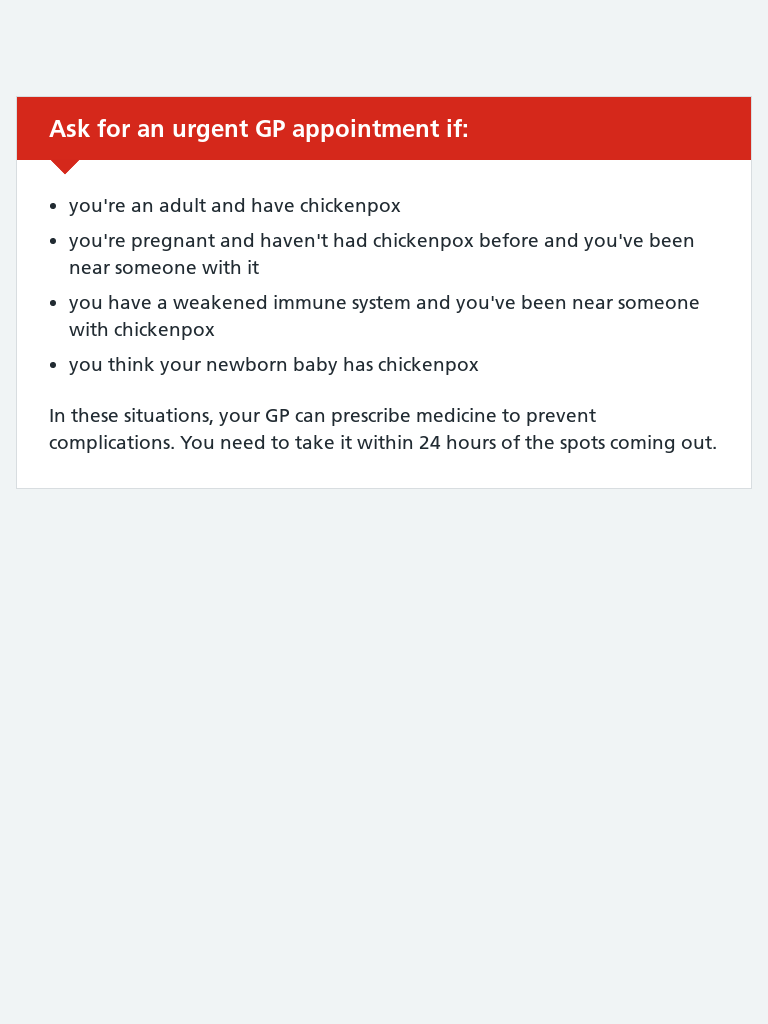 Ask for an urgent GP appointment if:
• you're an adult and have chickenpox
• you're pregnant and haven't had chickenpox before and you've been
near someone with it
• you have a weakened immune system and you've been near someone
with chickenpox
• you think your newborn baby has chickenpox
In these situations, your GP can prescribe medicine to prevent
complications. You need to take it within 24 hours of the spots coming out.